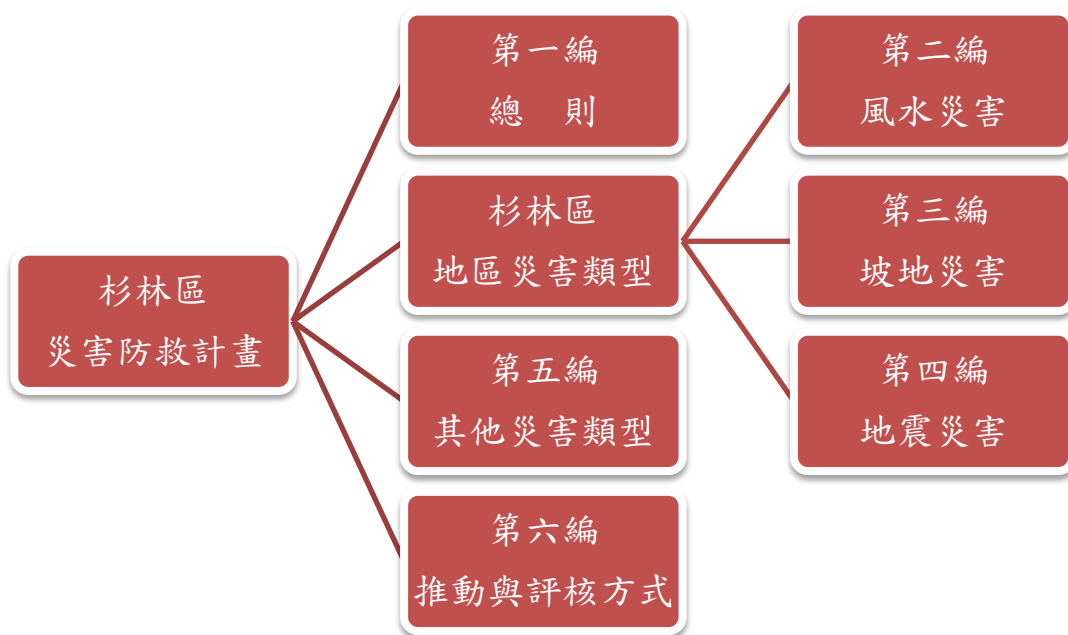 杉林區
災害防救計畫
第一編
總　則
杉林區
地區災害類型
第二編
風水災害
第三編
坡地災害
第四編
地震災害
第五編
其他災害類型
第六編
推動與評核方式